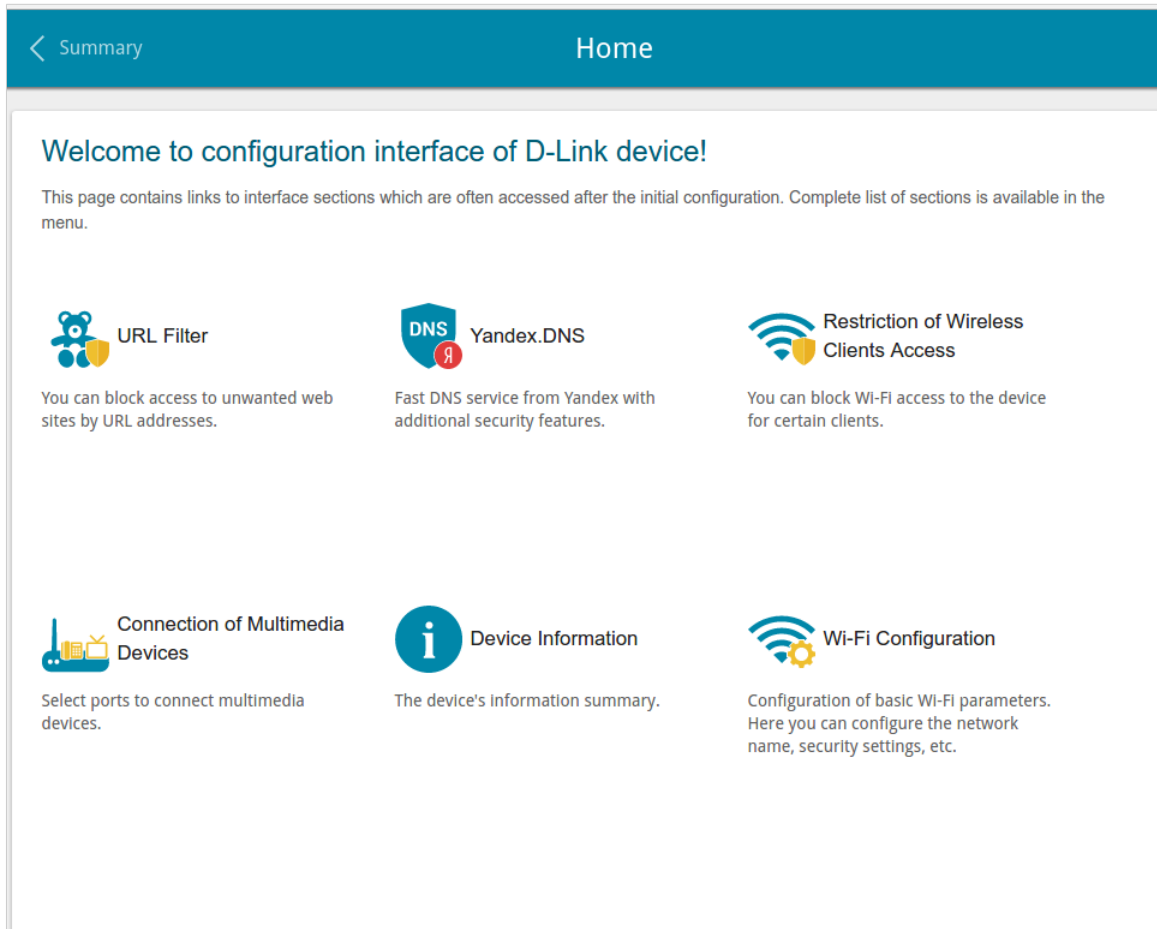 Summary
Home
Welcome to configuration interface of D-Link device!
This page contains links to interface sections which are often accessed after the initial configuration. Complete list of sections is available in the
menu.
URL Filter
You can block access to unwanted web
sites by URL addresses.
DNS
Я
Yandex.DNS
Fast DNS service from Yandex with
additional security features.
Restriction of Wireless
Clients Access
You can block Wi-Fi access to the device
for certain clients.
Connection of Multimedia
Devices
Select ports to connect multimedia
devices.
i
Device Information
The device's information summary.
Wi-Fi Configuration
Configuration of basic Wi-Fi parameters.
Here you can configure the network
name, security settings, etc.